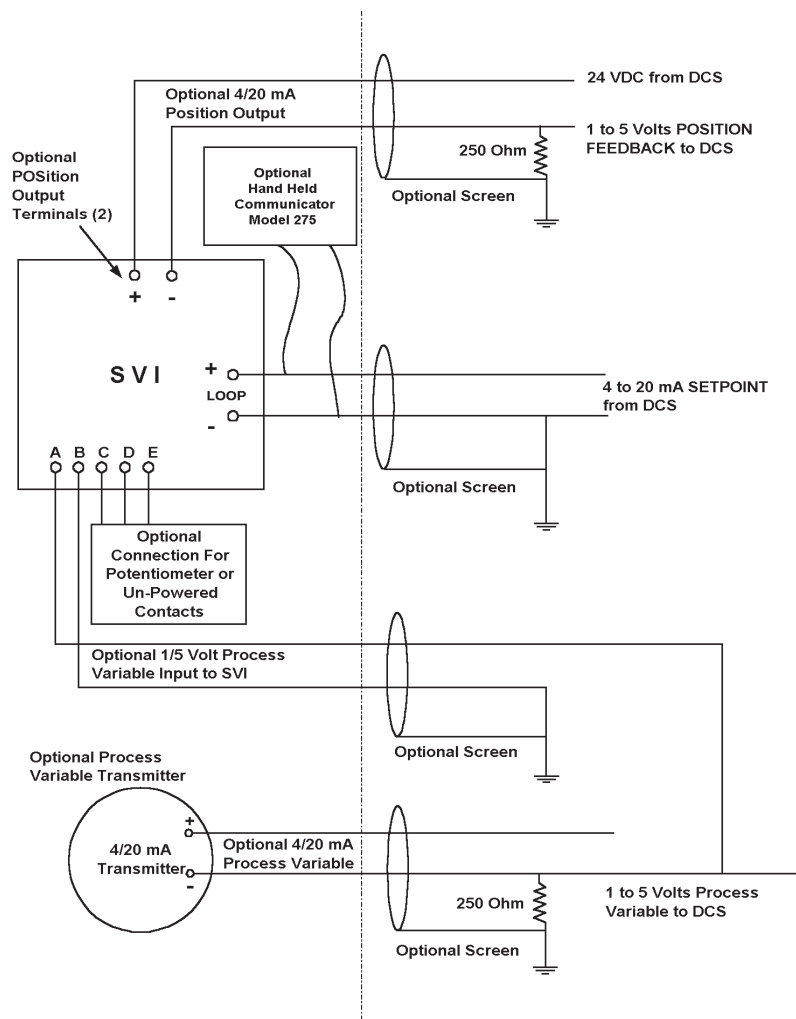 24 VDC from DCS
Optional 4/20 mA
Position Output
1 to 5 Volts POSITION
FEEDBACK to DCS
250 Ohm
Optional
POSition
Output
Terminals (2)
Optional
Hand Held
Communicator
Model 275
Optional Screen
+ -
SVI
+
LOOP
-
4 to 20 mA SETPOINT
from DCS
A B C D E
Optional Screen
Optional
Connection For
Potentiometer or
Un-Powered
Contacts
Optional 1/5 Volt Process
Variable Input to SVI
Optional Screen
Optional Process
Variable Transmitter
+
4/20 mA
Transmitter
-
Optional 4/20 mA
Process Variable
250 Ohm
1 to 5 Volts Process
Variable to DCS
Optional Screen